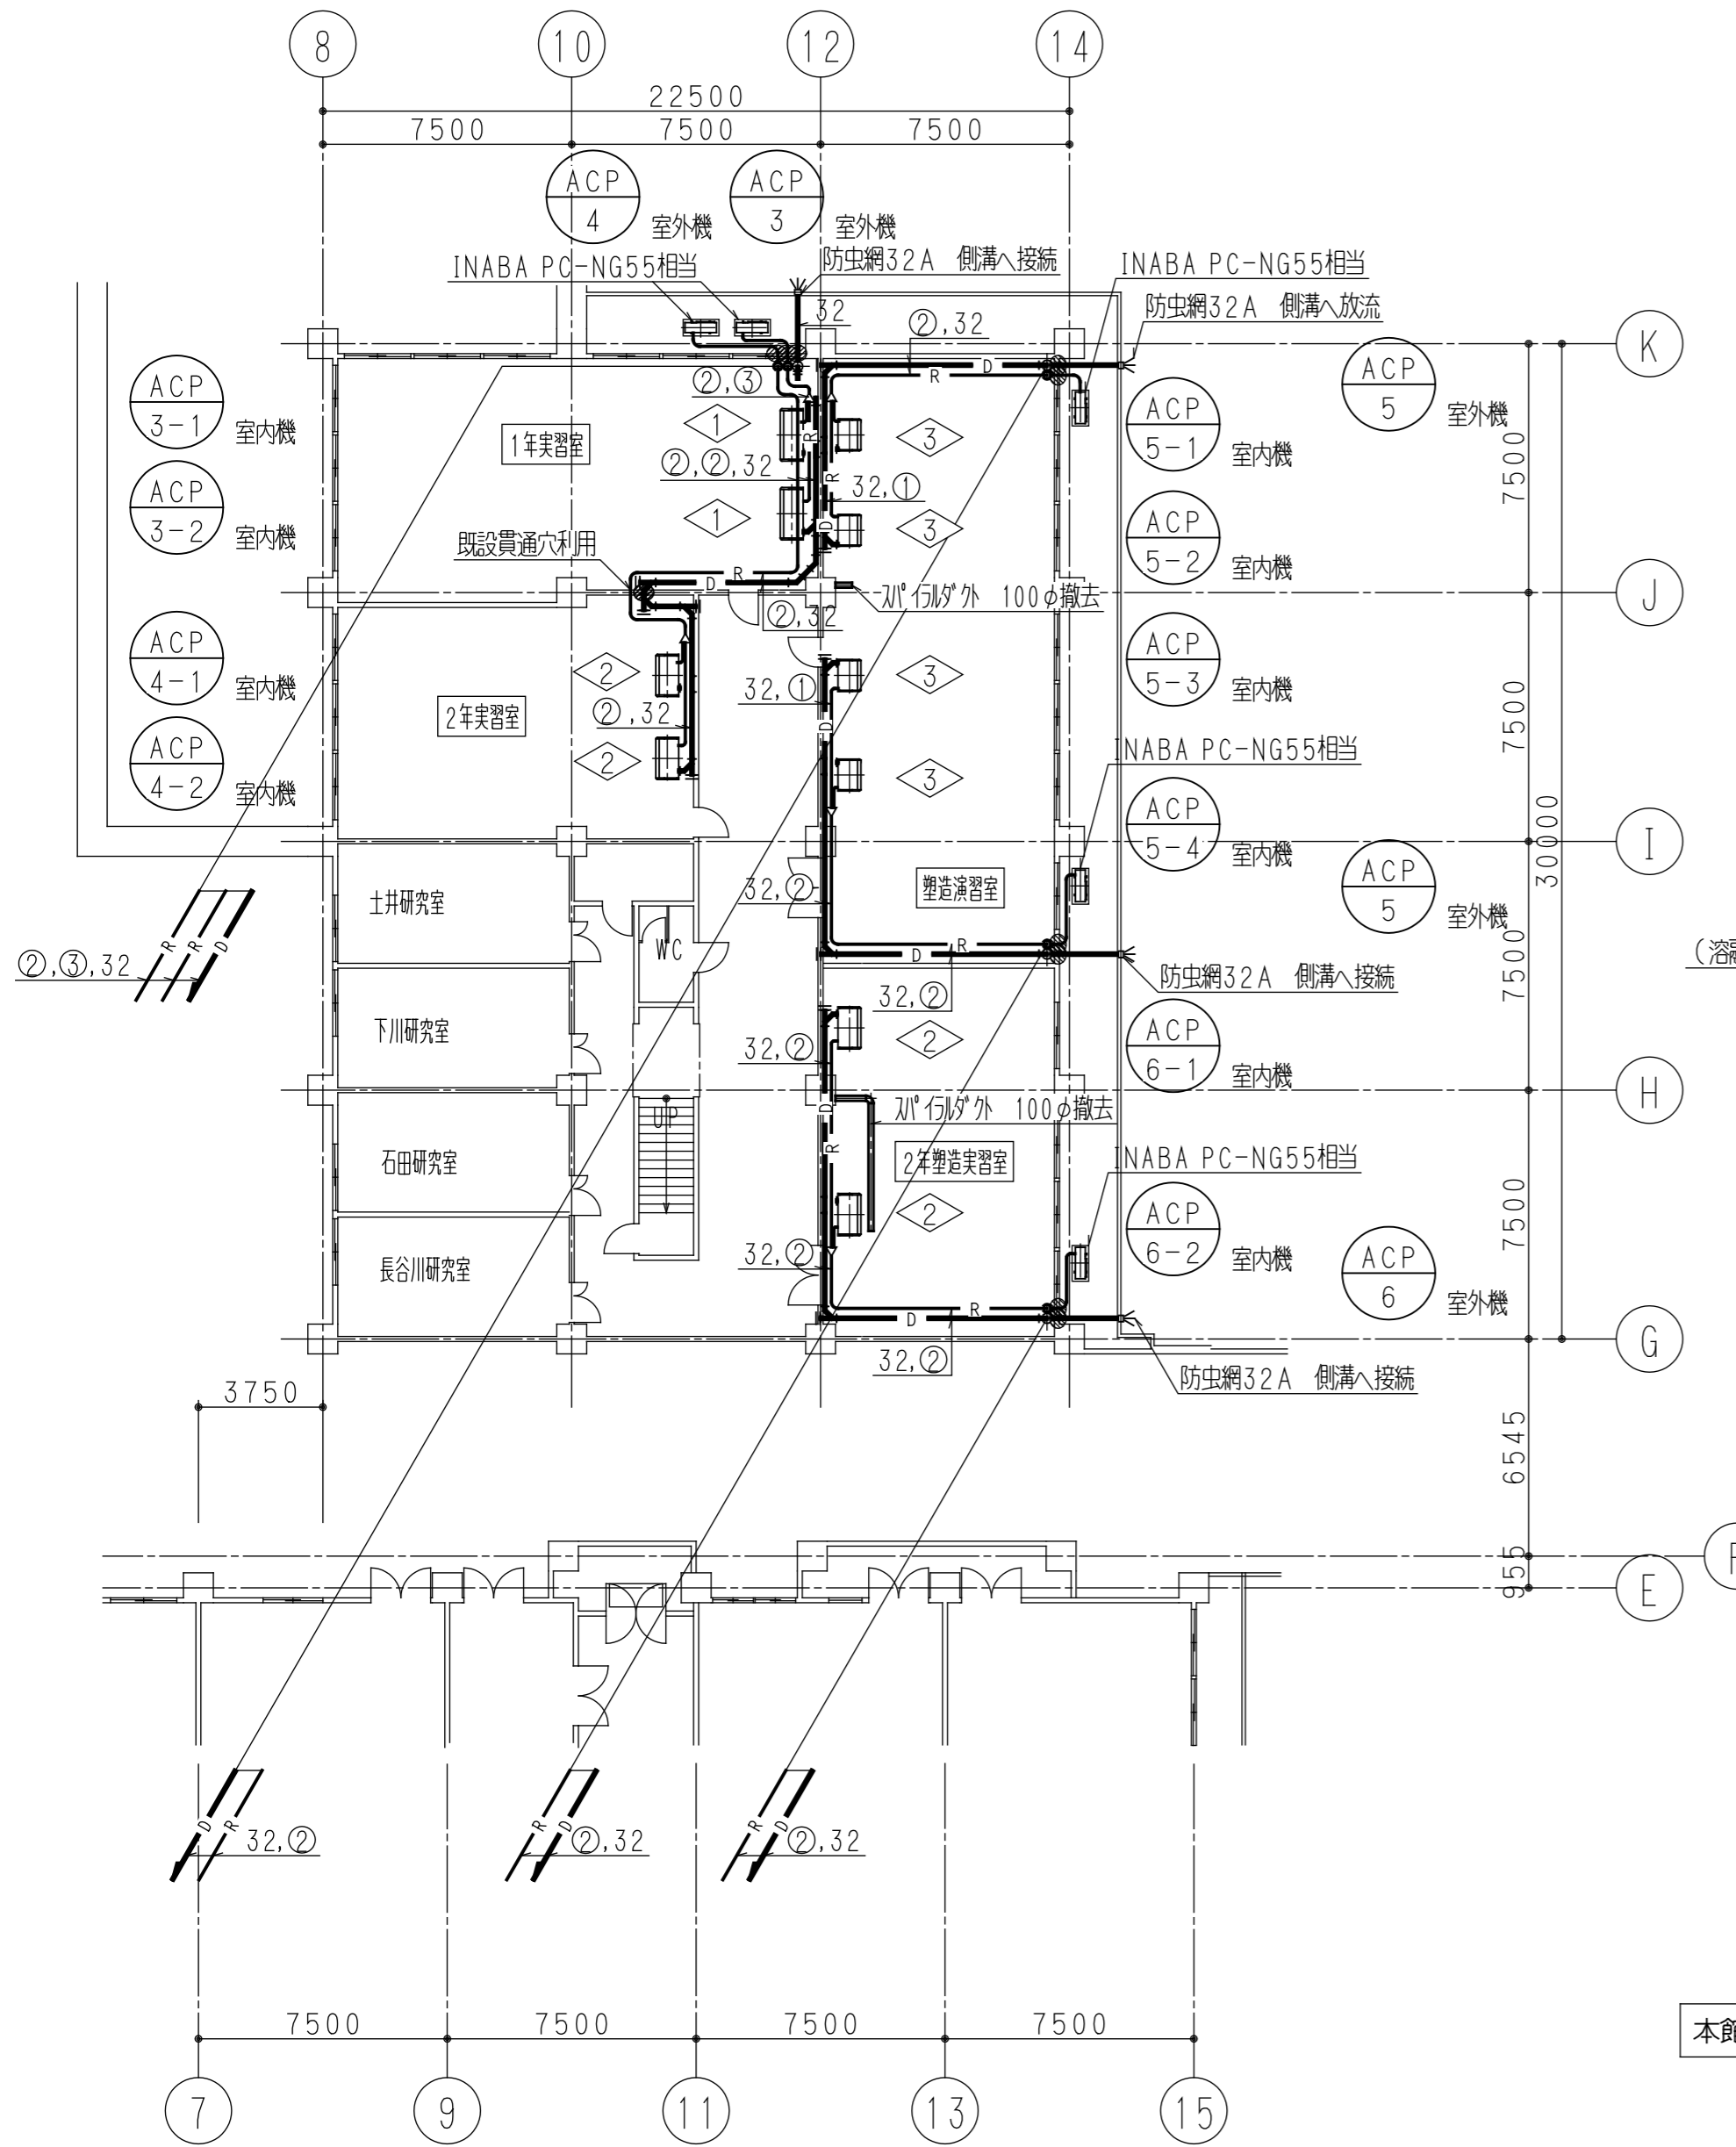 8
10
12
14
22500
7500
7500
7500
ACP
4
室外機
ACP
3
室外機
INABA PC-NG55相当
防虫網32A 側溝へ接続
INABA PC-NG55相当
防虫網32A 側溝へ放流
32
②,32
K
ACP
3-1
室内機
②,③
1
R
D
R
3
ACP
5-1
室内機
ACP
5
室外機
7500
1年実習室
②,②,32
32,①
R
ACP
3-2
室内機
1
3
D
ACP
5-2
室内機
既設貫通穴利用
R
D
②,32
スパイラルダクト 100φ撤去
J
ACP
4-1
室内機
2
32,①
3
ACP
5-3
室内機
2年実習室
②,32
D
7500
ACP
4-2
室内機
2
3
INABA PC-NG55相当
ACP
5-4
室内機
30000
I
土井研究室
32,②
塑造演習室
ACP
5
室外機
WC
R
D
②,③,32
R
R
D
防虫網32A 側溝へ接続
7500
32,②
下川研究室
32,②
2
ACP
6-1
室内機
H
UP
D
スパイラルダクト 100φ撤去
石田研究室
R
2年塑造実習室
INABA PC-NG55相当
2
ACP
6-2
室内機
7500
長谷川研究室
32,②
ACP
6
室外機
R
D
G
32,②
防虫網32A 側溝へ接続
3750
6545
955
E
D
R
32,②
R
D
②,32
R
D
②,32
7500
7500
7500
7500
本館
7
9
11
13
15